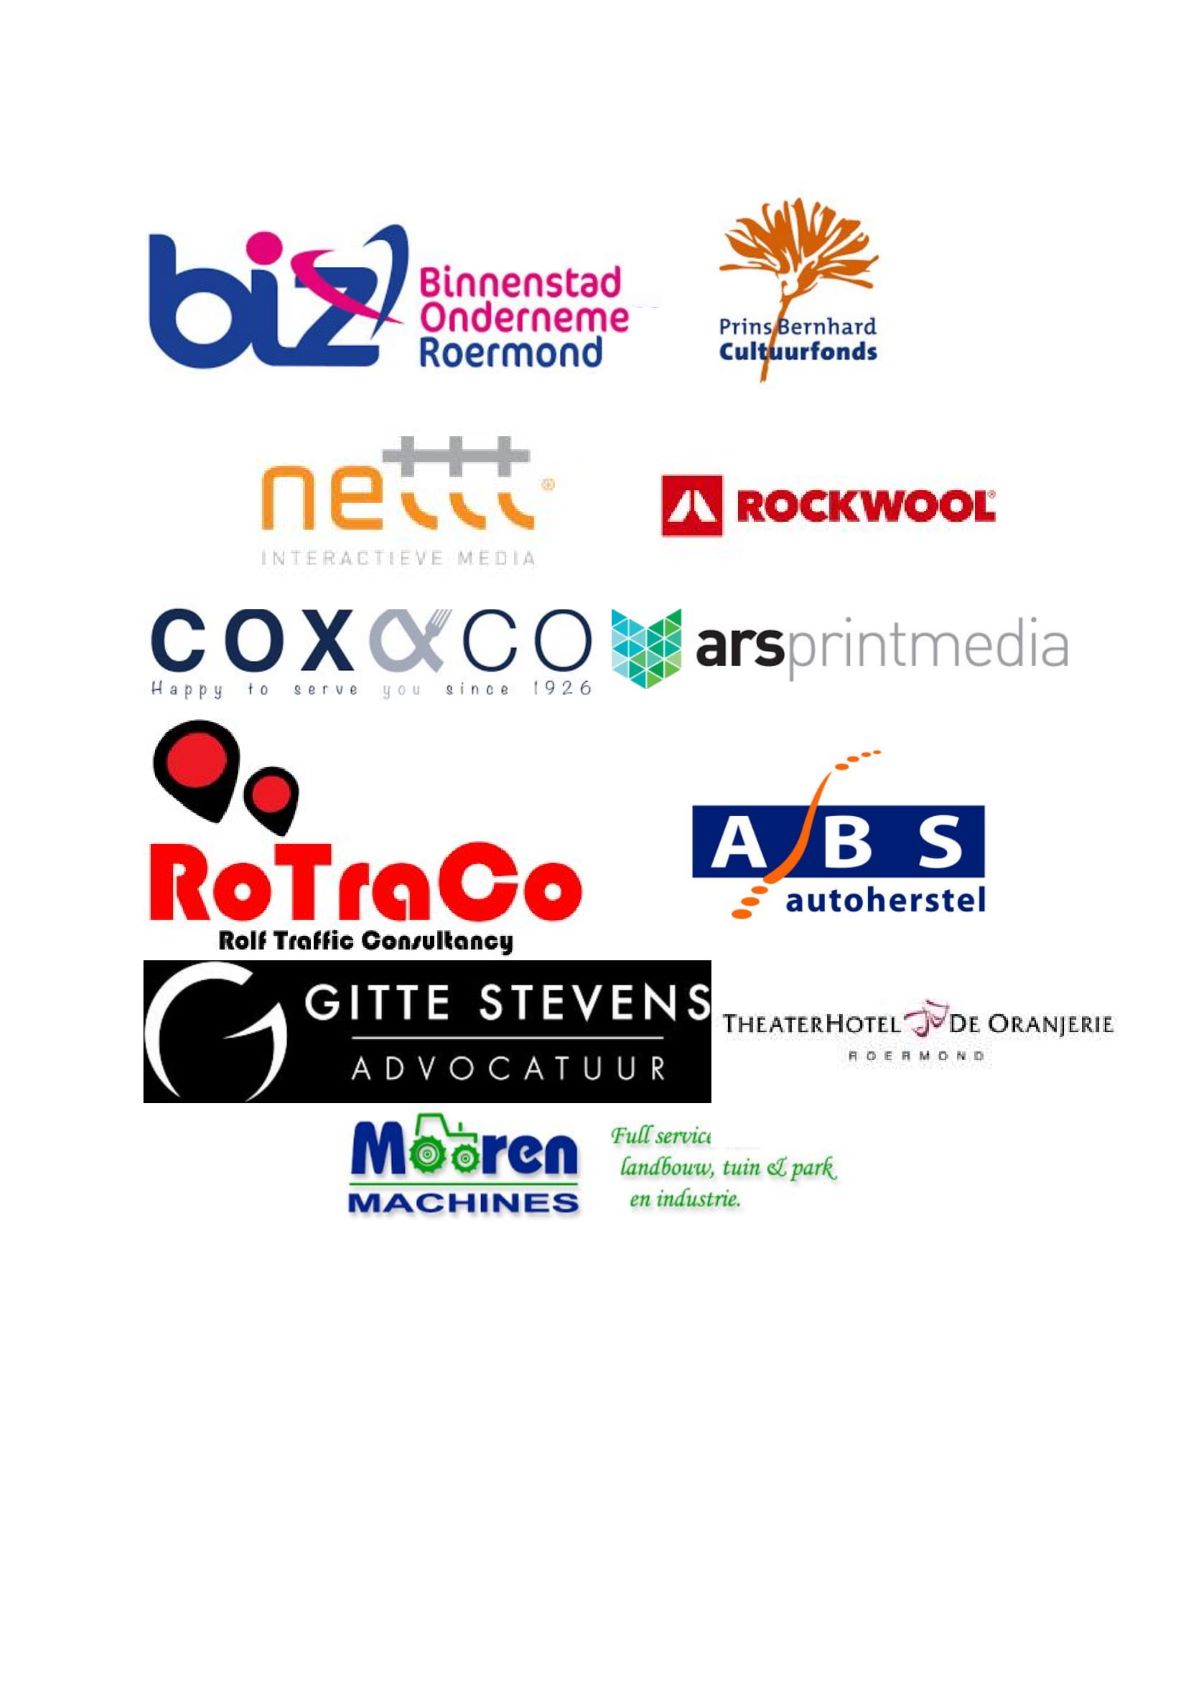 biz
Binnenstad
Onderneme
Roermond
Prins Bernhard
Cultuurfonds
nettt®
INTERACTIEVE MEDIA
ROCKWOOL®
COX&CO
Happy to serve you since 1926
arsprintmedia
RoTraCo
Rolf Traffic Consultancy
ABS
autoherstel
GITTE STEVENS
ADVOCATUUR
THEATERHOTEL DE ORANJERIE
ROERMOND
Mooren
MACHINES
Full service
landbouw, tuin & park
en industrie.